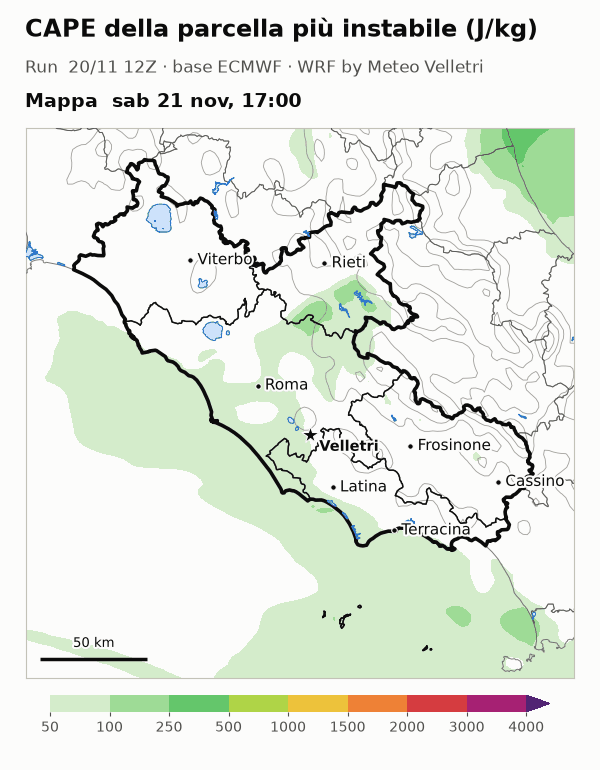 CAPE della parcella più instabile (J/kg)
Run  20/11 12Z · base ECMWF · WRF by Meteo Velletri
Mappa  sab 21 nov, 17:00
Viterbo
Rieti
Roma
Velletri
Frosinone
Cassino
Latina
Terracina
50 km
50 100 250 500 1000 1500 2000 3000 4000